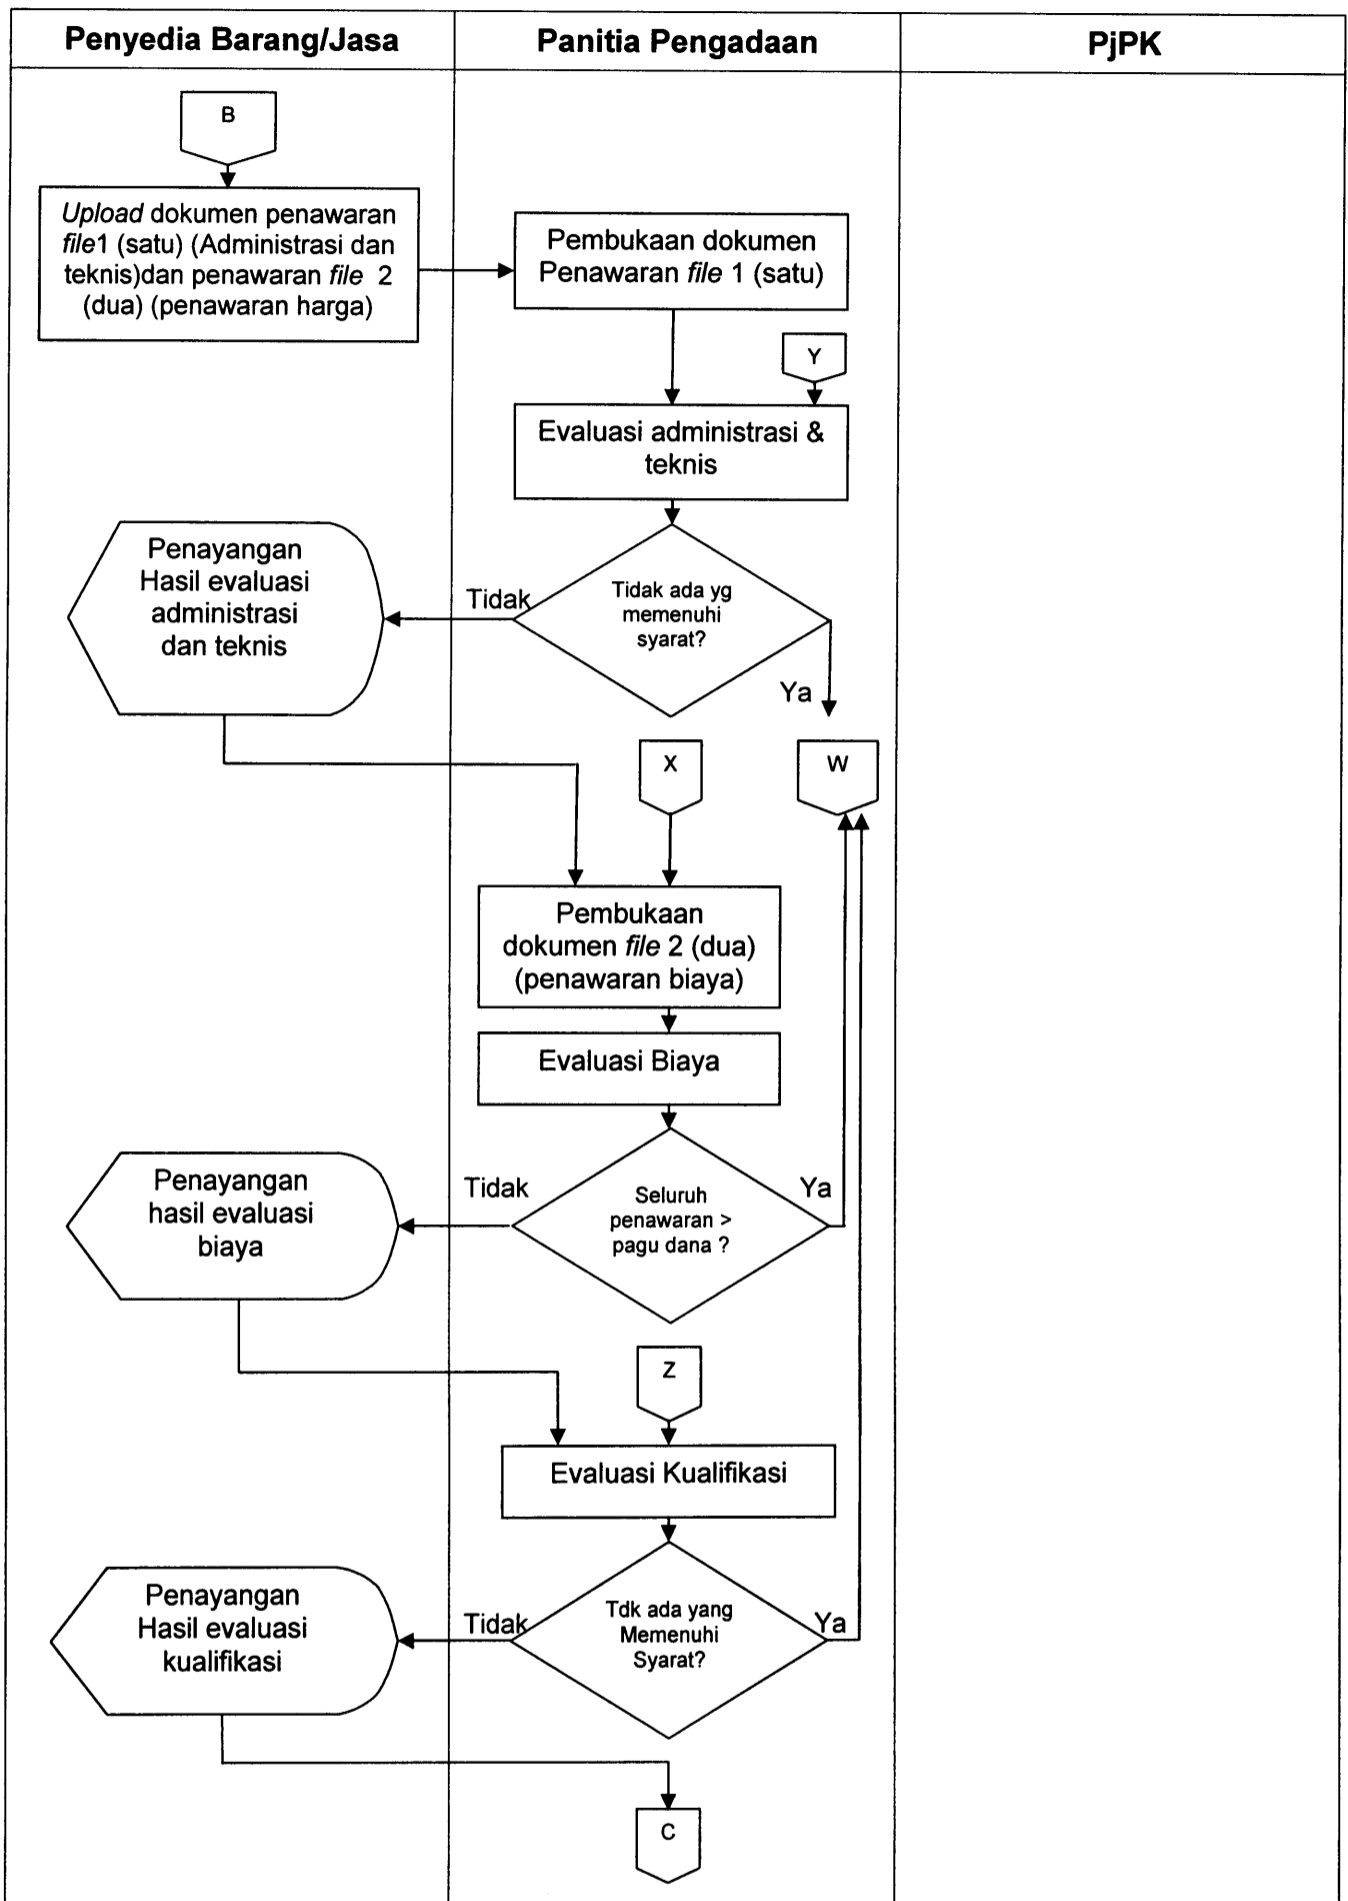 Penyedia Barang/Jasa
Panitia Pengadaan
PjPK
B
Upload dokumen penawaran
file1 (satu) (Administrasi dan
teknis)dan penawaran file 2
(dua) (penawaran harga)
Pembukaan dokumen
Penawaran file 1 (satu)
Y
Evaluasi administrasi &
teknis
Penayangan
Hasil evaluasi
administrasi
dan teknis
Tidak
Tidak ada yg
memenuhi
syarat?
Ya
X
W
Pembukaan
dokumen file 2 (dua)
(penawaran biaya)
Evaluasi Biaya
Penayangan
hasil evaluasi
biaya
Tidak
Seluruh
penawaran >
pagu dana ?
Ya
Z
Evaluasi Kualifikasi
Penayangan
Hasil evaluasi
kualifikasi
Tidak
Tdk ada yang
Memenuhi
Syarat?
Ya
C